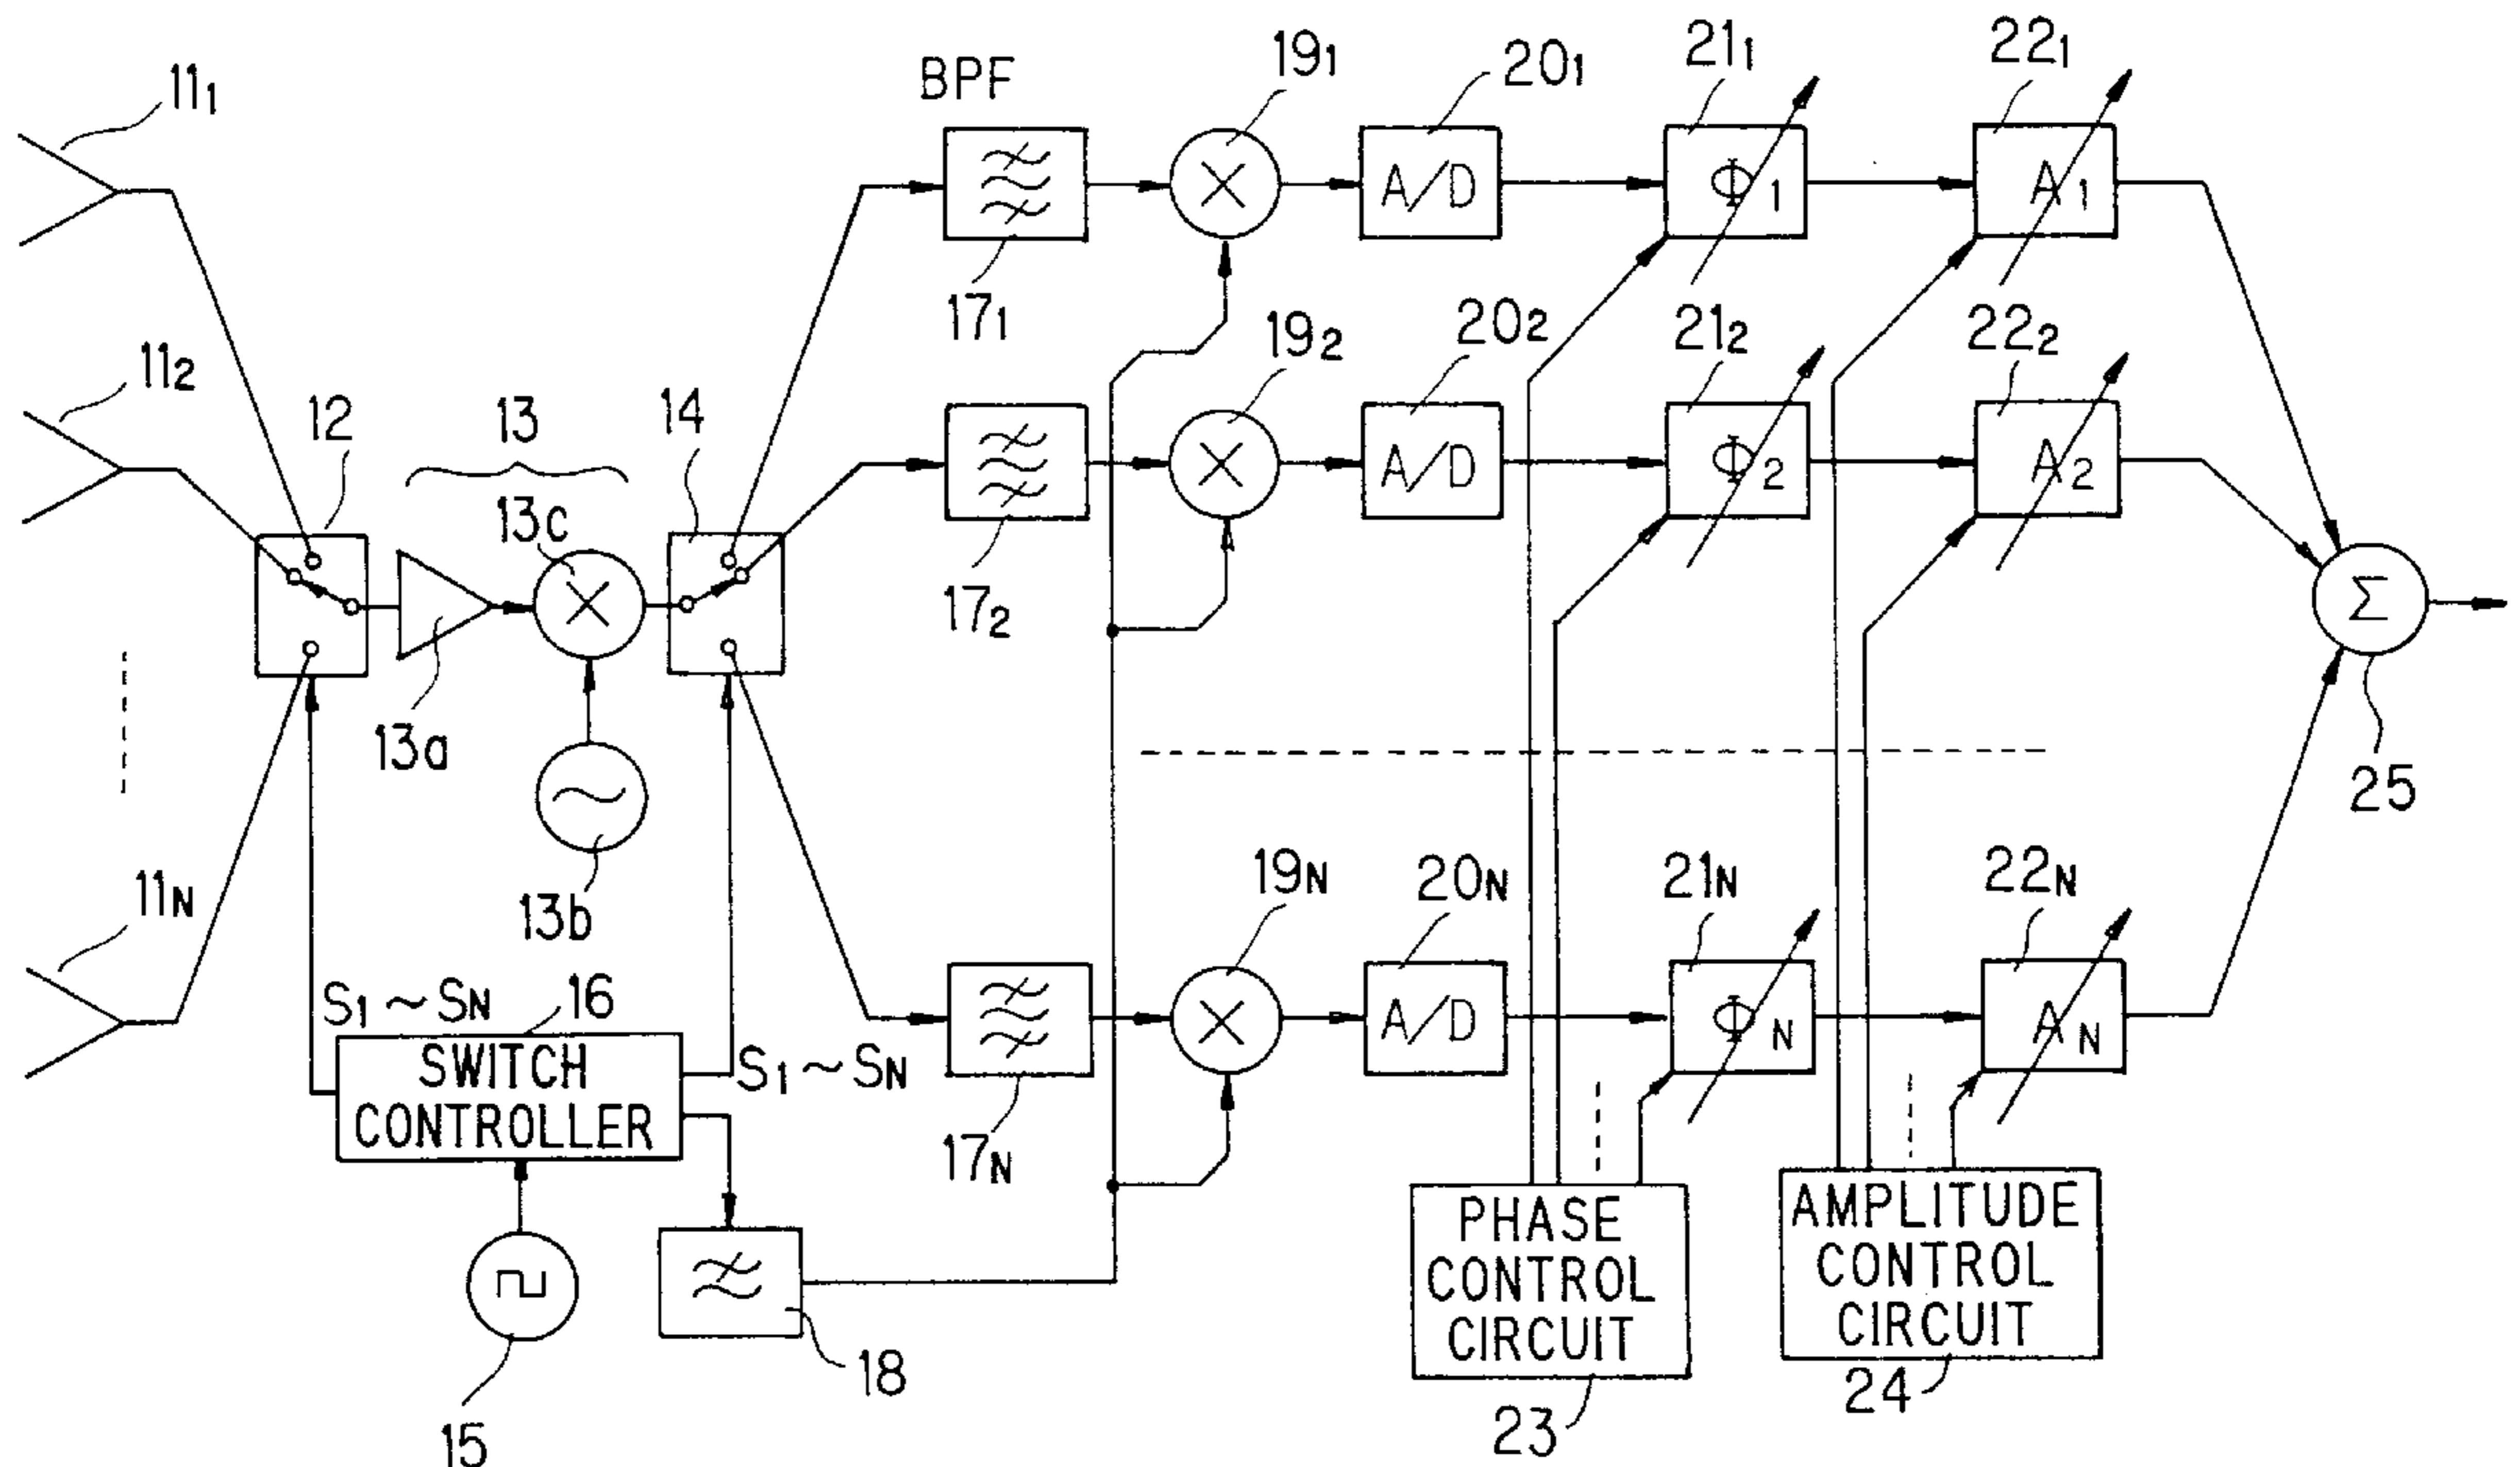 11₁
BPF
19₁
20₁
21₁
22₁
A/D
Φ1
A1
17₁
11₂
12
13
14
19₂
20₂
21₂
22₂
13c
A/D
Φ2
A2
17₂
Σ
13a
25
13b
11N
19N
20N
21N
22N
S1~SN
16
A/D
ΦN
AN
SWITCH
CONTROLLER
S1~SN
17N
PHASE
CONTROL
CIRCUIT
AMPLITUDE
CONTROL
CIRCUIT
18
24
15
23